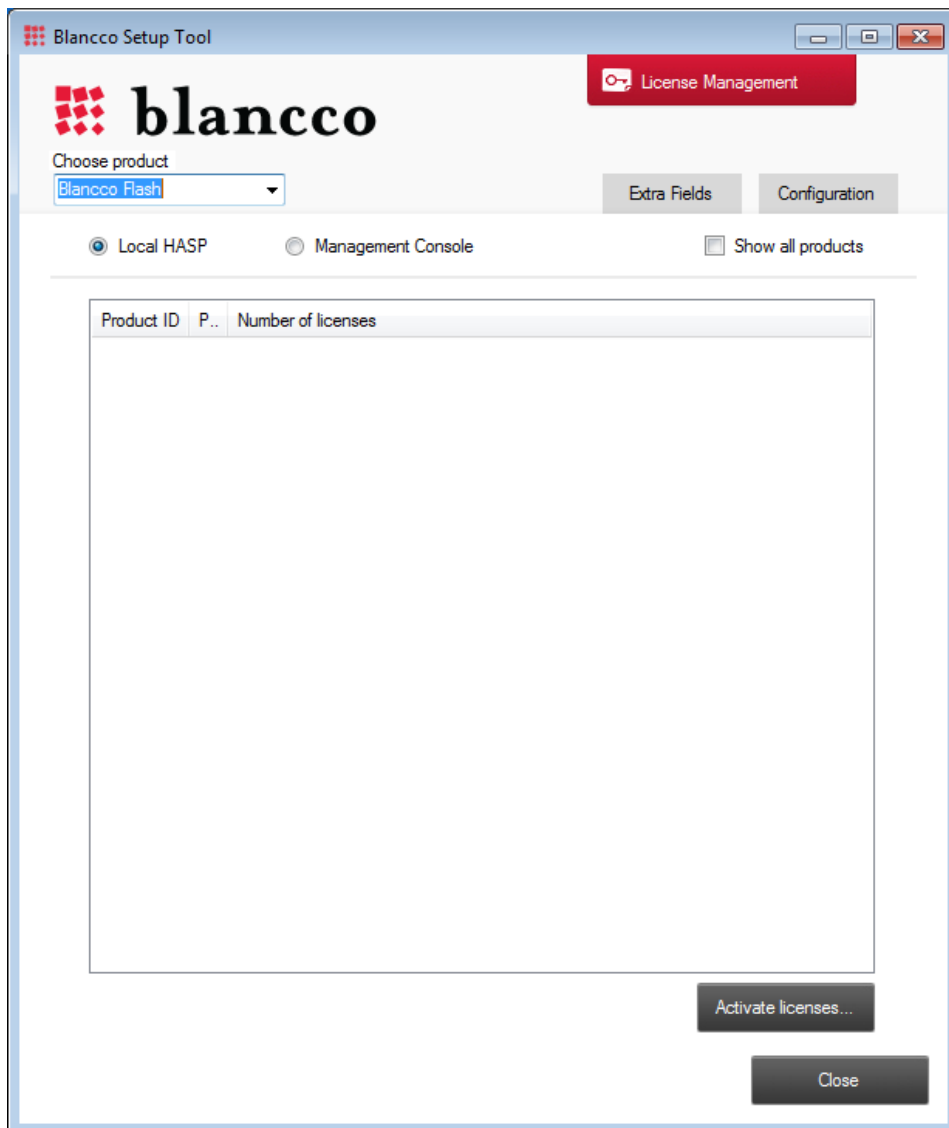 Blancco Setup Tool
License Management
blancco
Choose product
Blancco Flash
Extra Fields
Configuration
Local HASP
Management Console
Show all products
Product ID P.. Number of licenses
Activate licenses...
Close